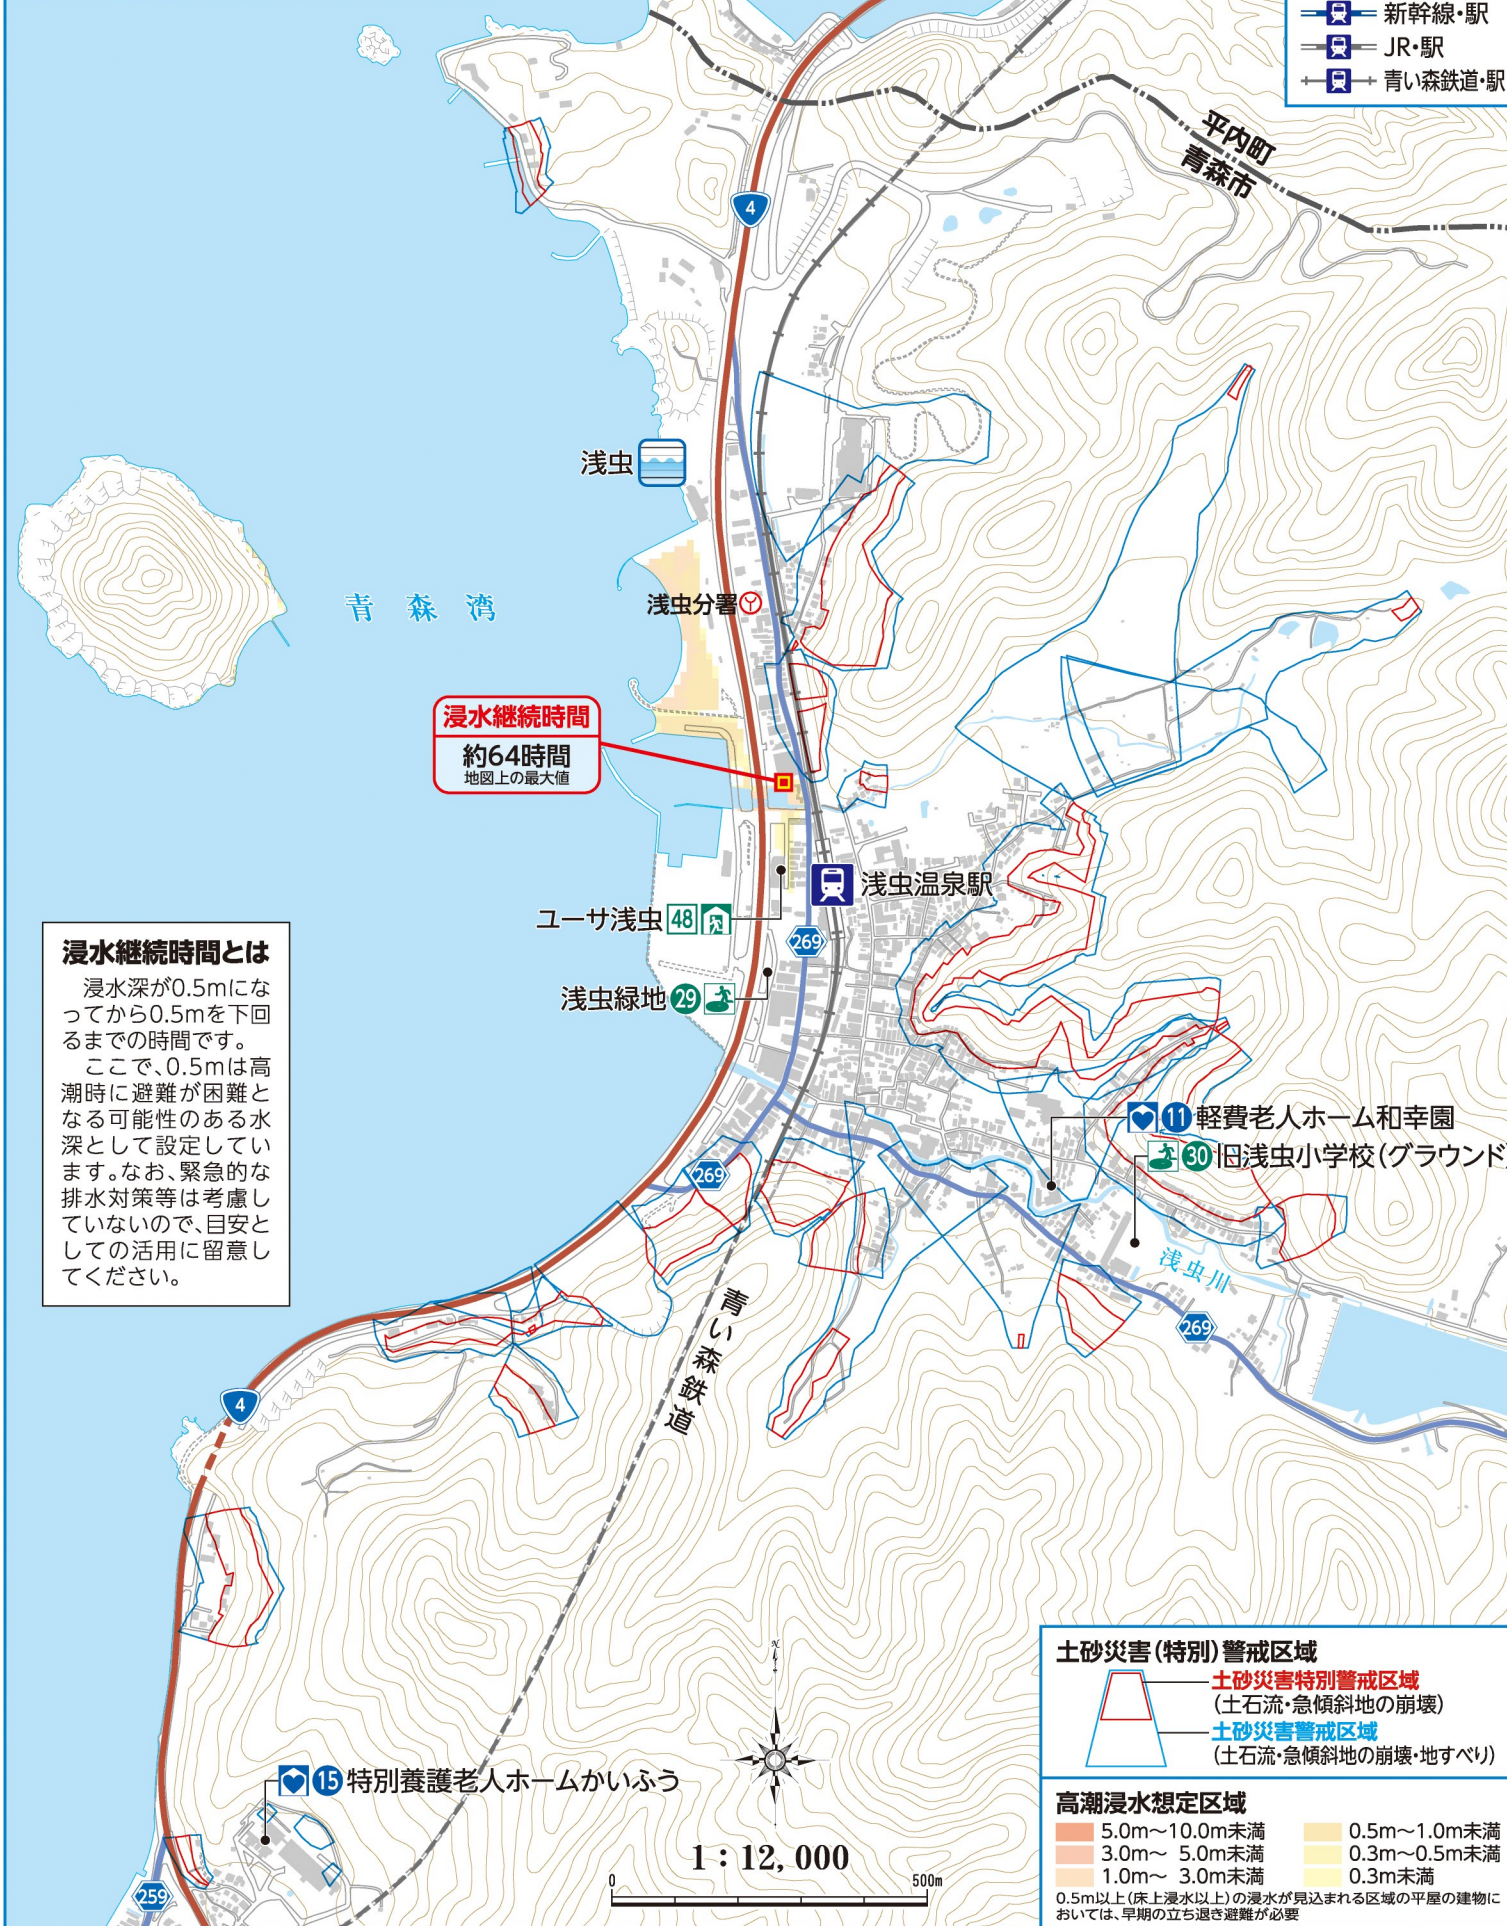 新幹線・駅
JR・駅
青い森鉄道・駅
平内町
青森市
4
浅虫
青森湾
浅虫分署
浸水継続時間
約64時間
地図上の最大値
浅虫温泉駅
ユーサ浅虫 48
269
浅虫緑地 29
浸水継続時間とは
浸水深が0.5mにな
ってから0.5mを下回
るまでの時間です。
ここで、0.5mは高
潮時に避難が困難と
なる可能性のある水
深として設定してい
ます。なお、緊急的な
排水対策等は考慮し
ていないので、目安と
しての活用に留意し
てください。
11 軽費老人ホーム和幸園
30 旧浅虫小学校(グラウンド)
269
浅虫川
269
青い森鉄道
4
15 特別養護老人ホームかいふう
259
N
1:12,000
0 500m
土砂災害(特別)警戒区域
土砂災害特別警戒区域
(土石流・急傾斜地の崩壊)
土砂災害警戒区域
(土石流・急傾斜地の崩壊・地すべり)
高潮浸水想定区域
5.0m～10.0m未満 0.5m～1.0m未満
3.0m～ 5.0m未満 0.3m～0.5m未満
1.0m～ 3.0m未満 0.3m未満
0.5m以上(床上浸水以上)の浸水が見込まれる区域の平屋の建物に
おいては、早期の立ち退き避難が必要